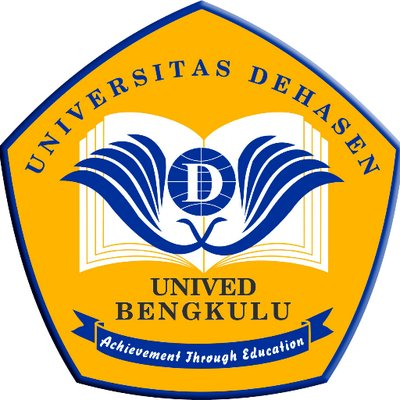 UNIVERSITAS DEHASEN
D
UNIVED
BENGKULU
Achievement Through Education